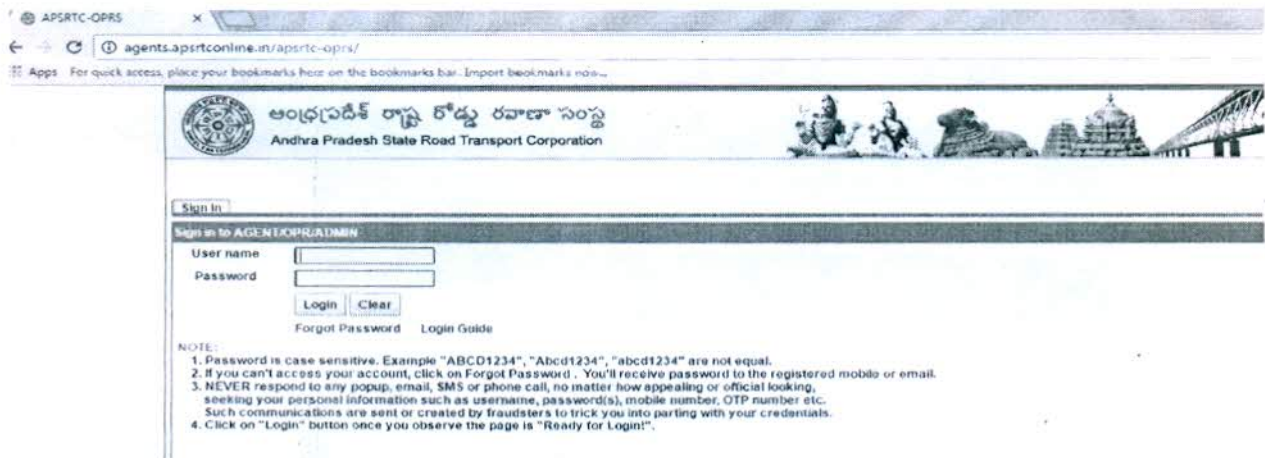 APSRTC-OPRS
agents.apsrtconline.in/apsrtc-oprs/
Apps For quick access, place your bookmarks here on the bookmarks bar. Import bookmarks now...
ఆంధ్రప్రదేశ్ రాష్ట్ర రోడ్డు రవాణా సంస్థ
Andhra Pradesh State Road Transport Corporation
Sign In
Sign in to AGENT/OPR/ADMIN
User name
Password
Login Clear
Forgot Password Login Guide
NOTE:
1. Password is case sensitive. Example "ABCD1234", "Abcd1234", "abcd1234" are not equal.
2. If you can't access your account, click on Forgot Password . You'll receive password to the registered mobile or email.
3. NEVER respond to any popup, email, SMS or phone call, no matter how appealing or official looking,
seeking your personal information such as username, password(s), mobile number, OTP number etc.
Such communications are sent or created by fraudsters to trick you into parting with your credentials.
4. Click on "Login" button once you observe the page is "Ready for Login!".